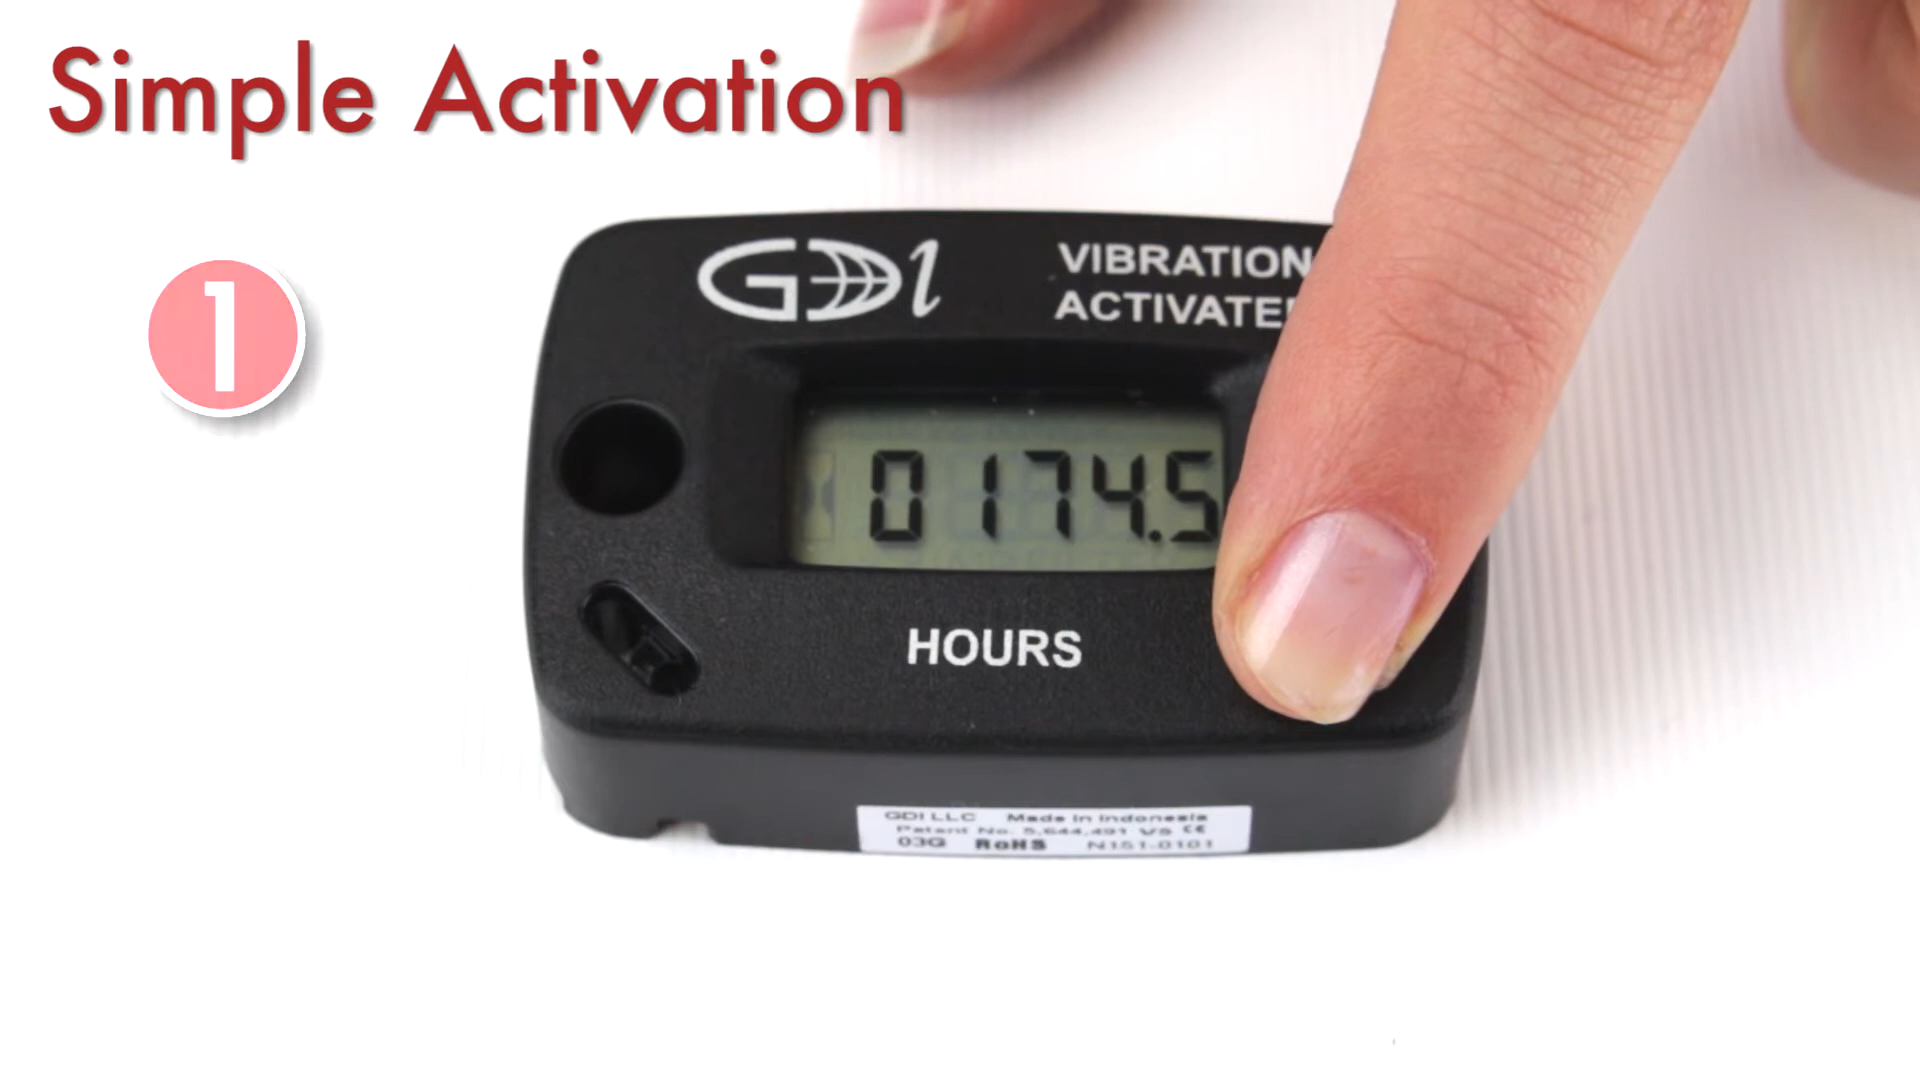 Simple Activation
1
GDI
VIBRATION
ACTIVATE
0174.5
HOURS
GDI LLC Made in Indonesia
Patent No. 5,644,491 V5 CE
03G RoHS N151-0101